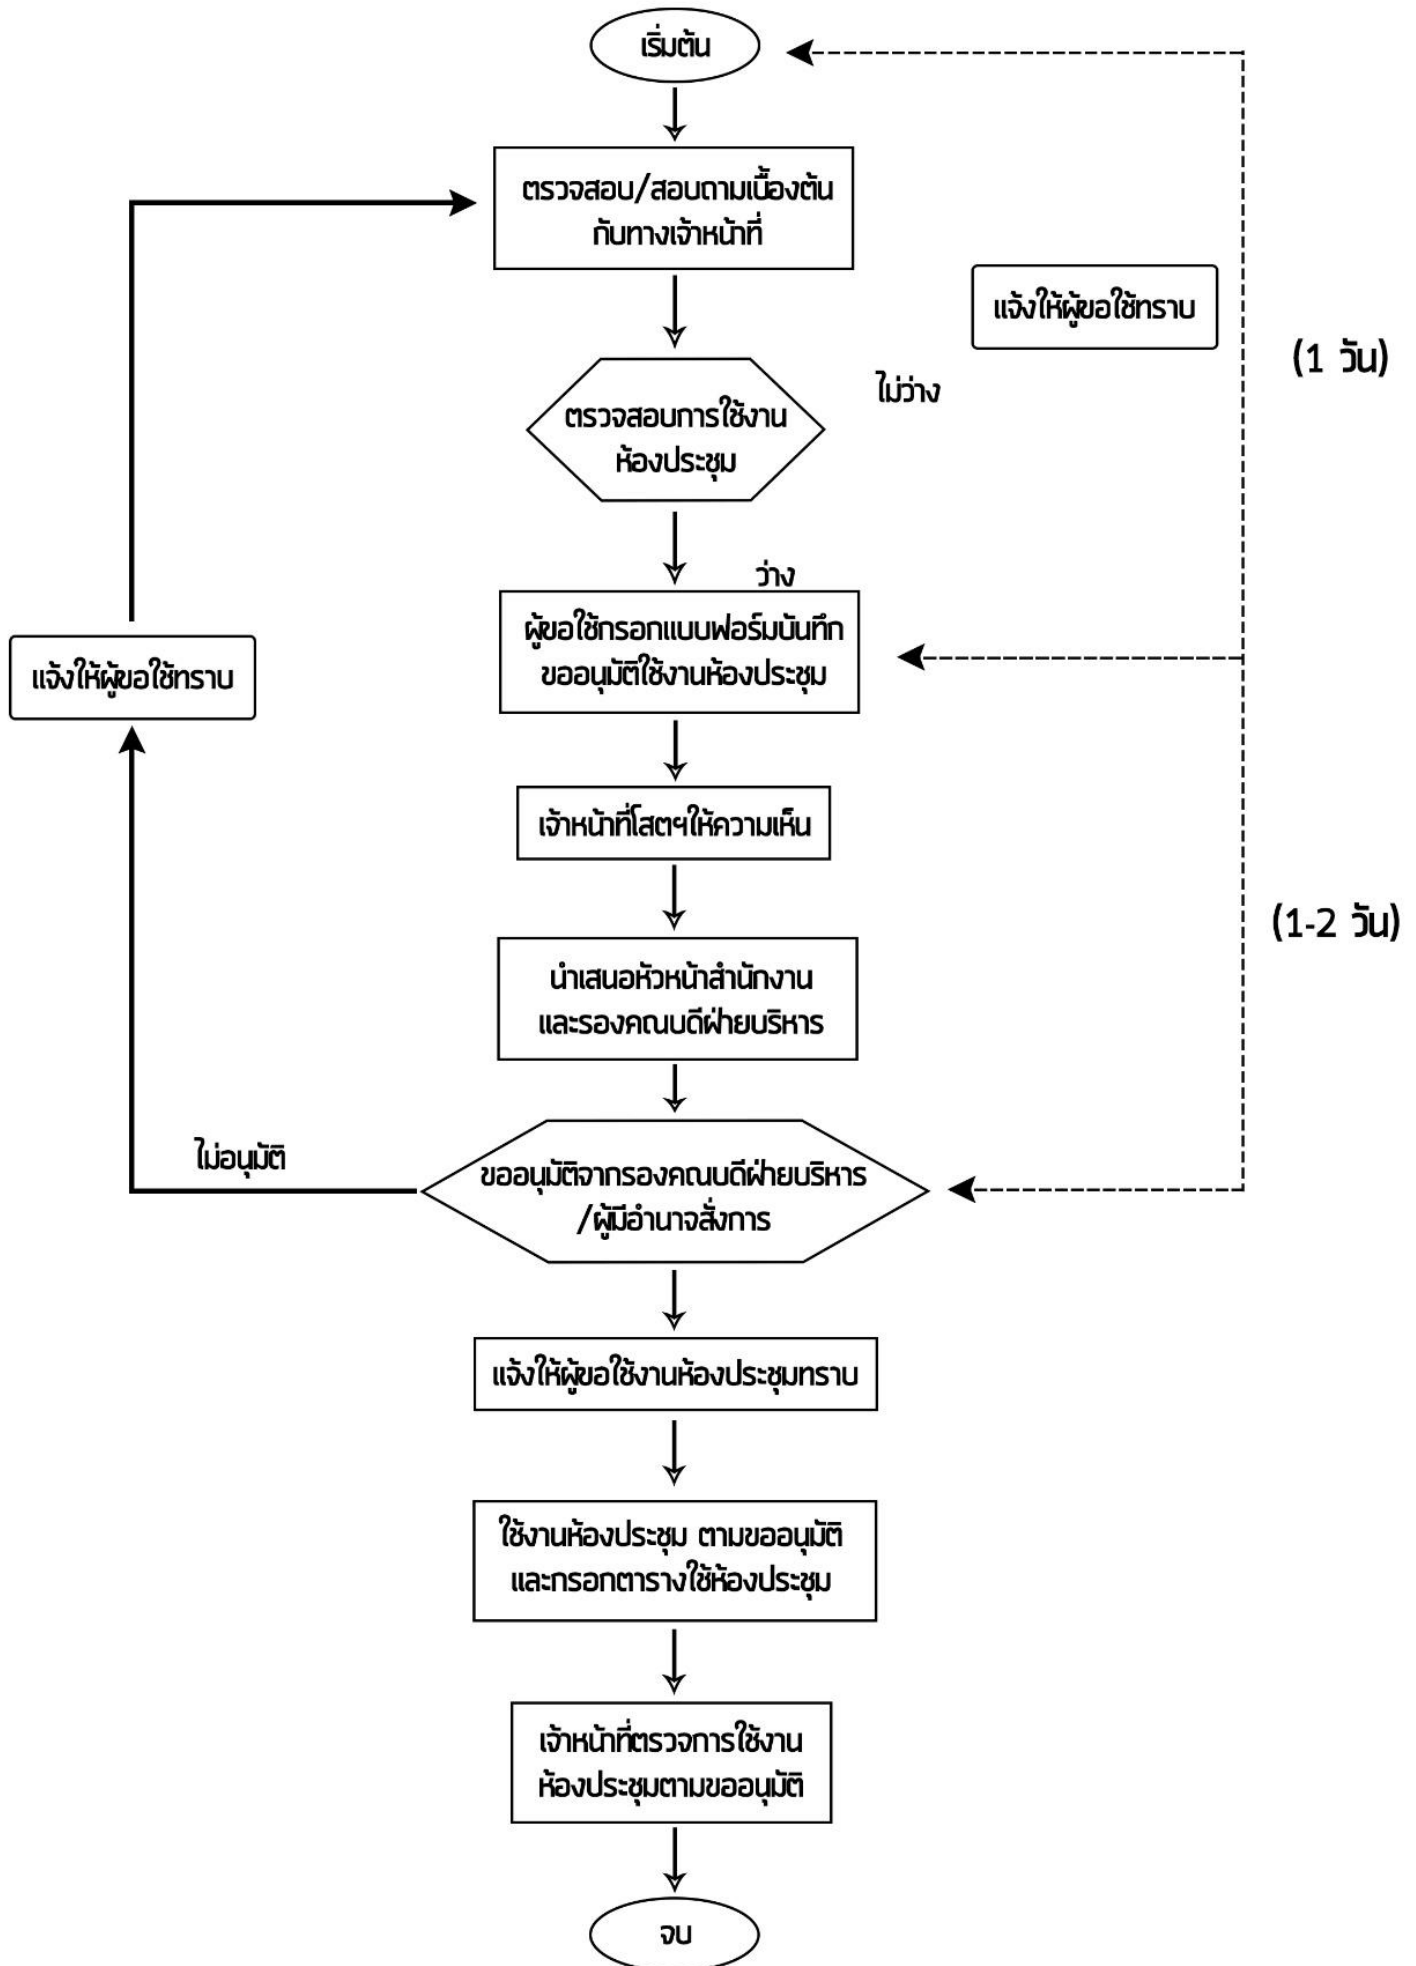 เริ่มต้น
ตรวจสอบ/สอบถามเบื้องต้น
กับทางเจ้าหน้าที่
แจ้งให้ผู้ขอใช้ทราบ
(1 วัน)
ไม่ว่าง
ตรวจสอบการใช้งาน
ห้องประชุม
ว่าง
ผู้ขอใช้กรอกแบบฟอร์มบันทึก
ขออนุมัติใช้งานห้องประชุม
แจ้งให้ผู้ขอใช้ทราบ
เจ้าหน้าที่โสตฯให้ความเห็น
(1-2 วัน)
นำเสนอหัวหน้าสำนักงาน
และรองคณบดีฝ่ายบริหาร
ไม่อนุมัติ
ขออนุมัติจากรองคณบดีฝ่ายบริหาร
/ผู้มีอำนาจสั่งการ
แจ้งให้ผู้ขอใช้งานห้องประชุมทราบ
ใช้งานห้องประชุม ตามขออนุมัติ
และกรอกตารางใช้ห้องประชุม
เจ้าหน้าที่ตรวจการใช้งาน
ห้องประชุมตามขออนุมัติ
จบ